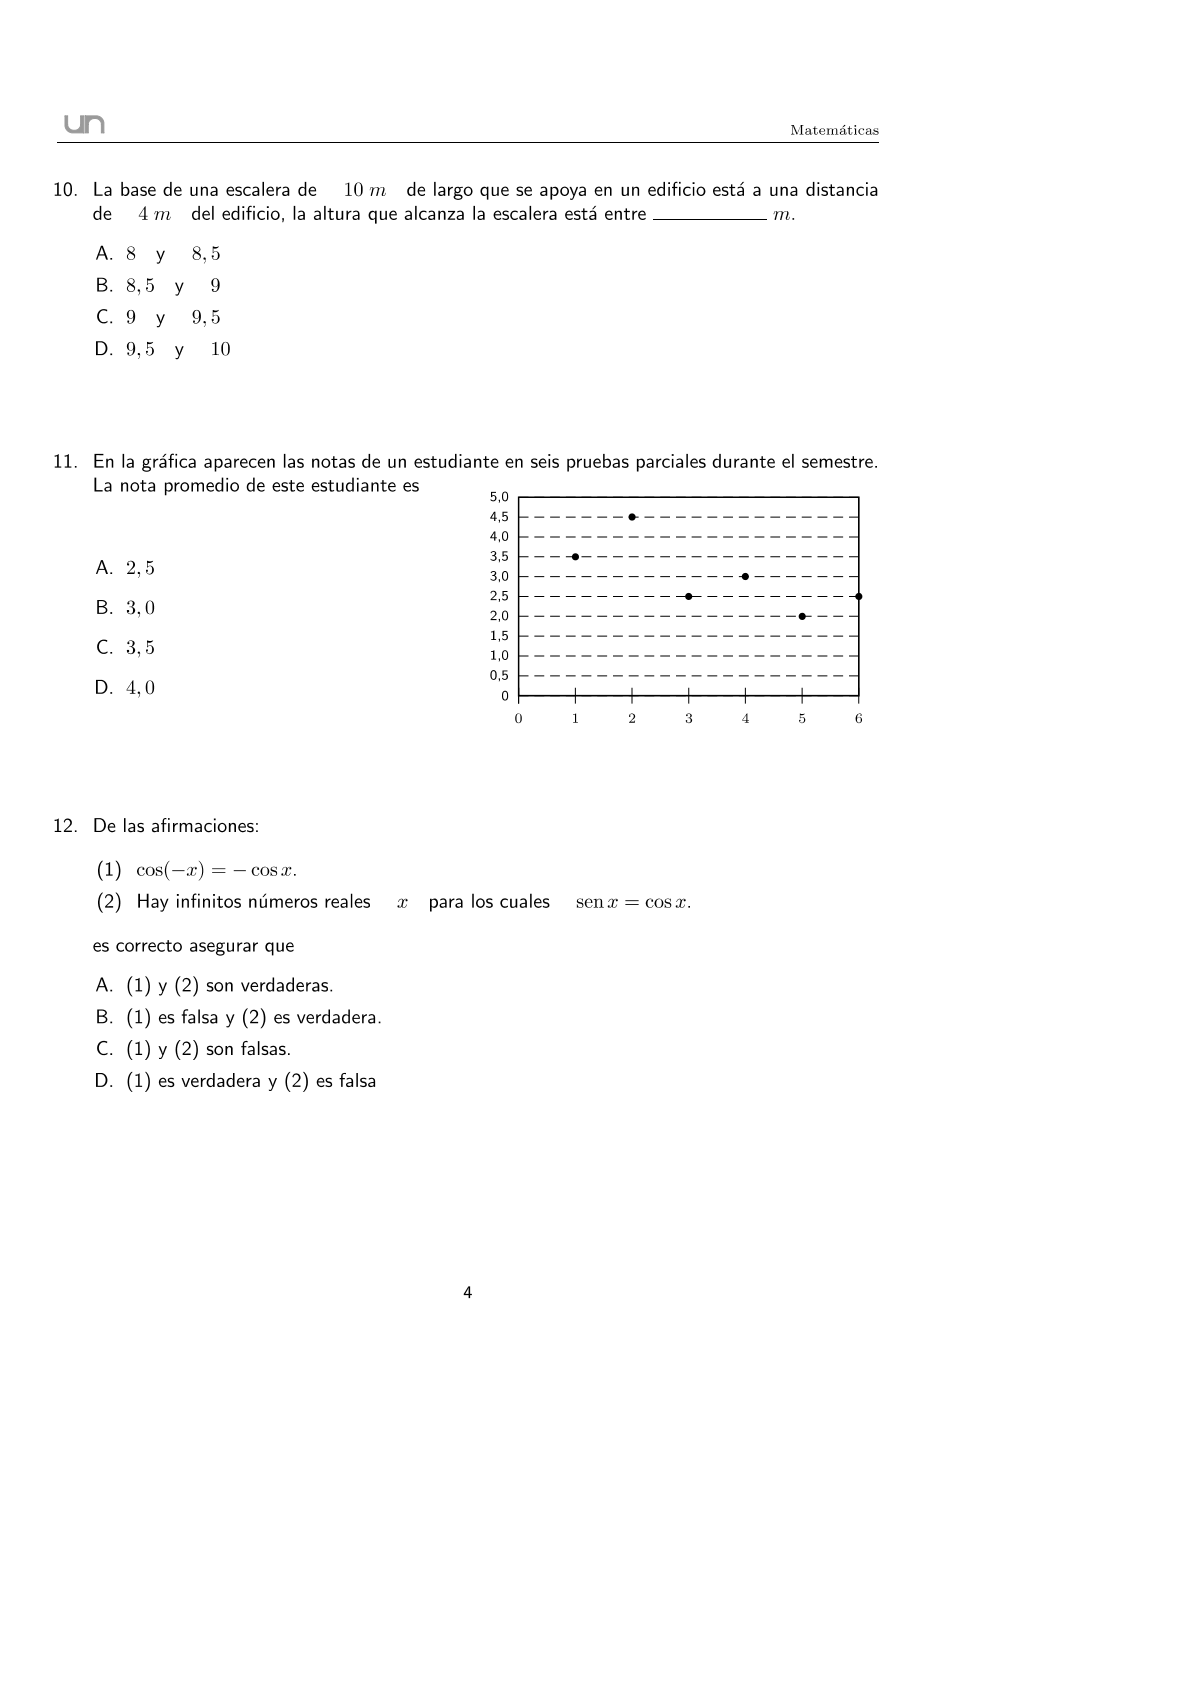 un
Matemáticas
10. La base de una escalera de 10 m de largo que se apoya en un edificio está a una distancia
de 4 m del edificio, la altura que alcanza la escalera está entre ____________ m.
A. 8 y 8, 5
B. 8, 5 y 9
C. 9 y 9, 5
D. 9, 5 y 10
11. En la gráfica aparecen las notas de un estudiante en seis pruebas parciales durante el semestre.
La nota promedio de este estudiante es
A. 2, 5
B. 3, 0
C. 3, 5
D. 4, 0
5,0
4,5
4,0
3,5
3,0
2,5
2,0
1,5
1,0
0,5
0
0 1 2 3 4 5 6
12. De las afirmaciones:
(1) cos(−x) = − cos x.
(2) Hay infinitos números reales x para los cuales sen x = cos x.
es correcto asegurar que
A. (1) y (2) son verdaderas.
B. (1) es falsa y (2) es verdadera.
C. (1) y (2) son falsas.
D. (1) es verdadera y (2) es falsa
4